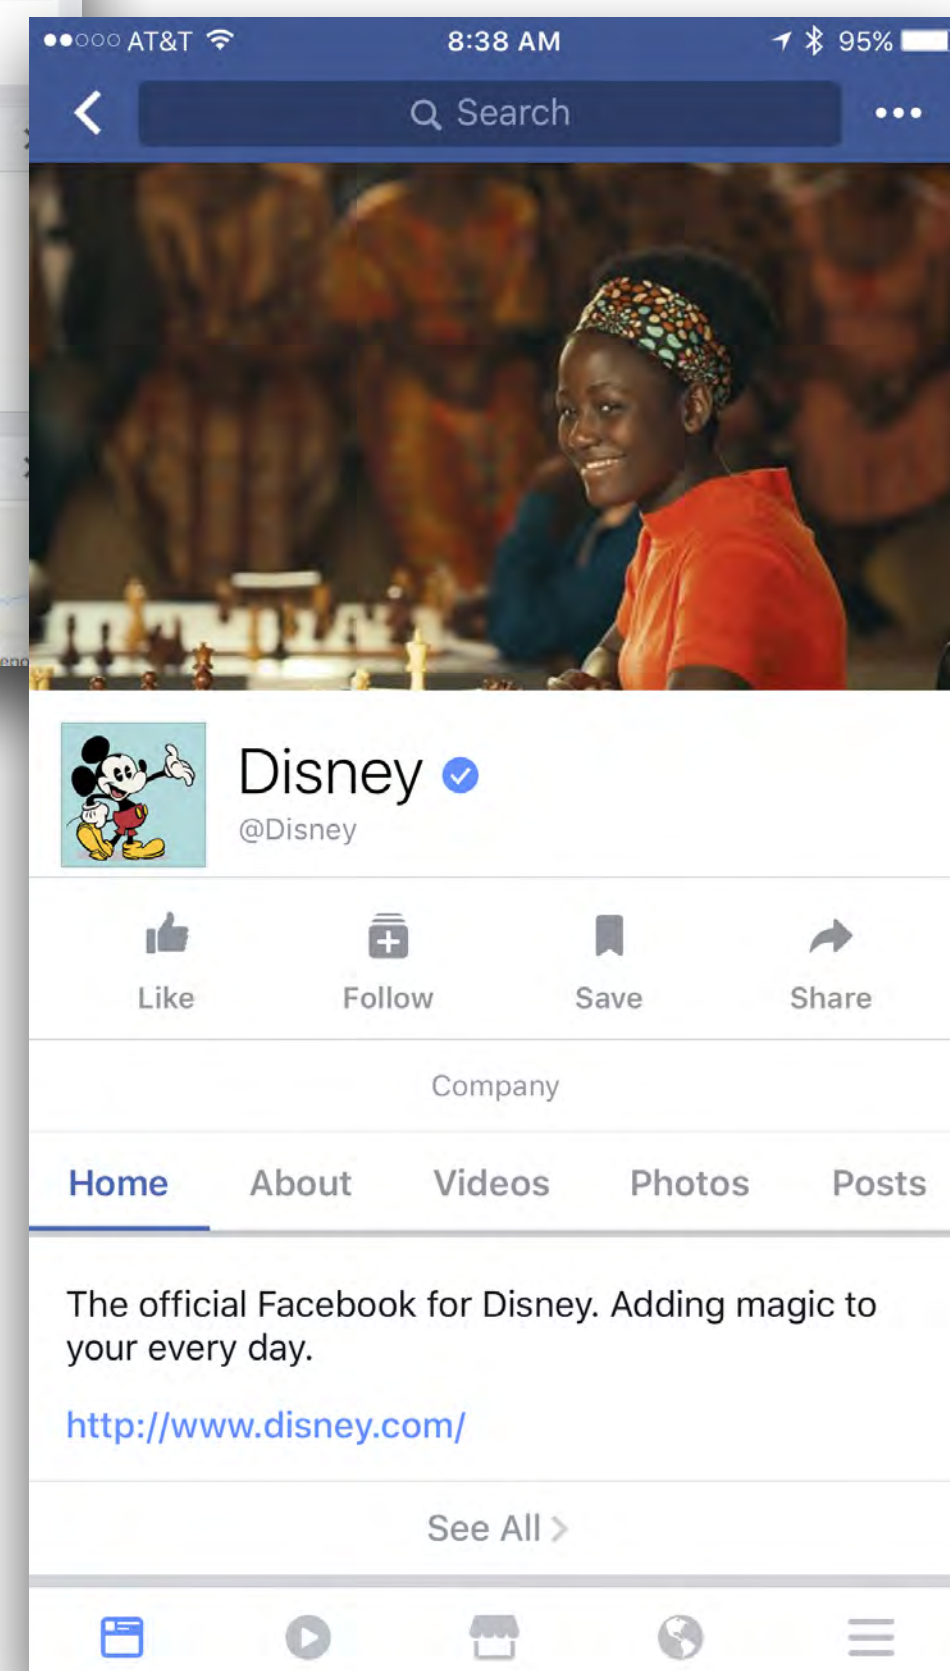 AT&T 8:38 AM 95%
Search
Disney
@Disney
Like Follow Save Share
Company
Home About Videos Photos Posts
The official Facebook for Disney. Adding magic to
your every day.
http://www.disney.com/
See All